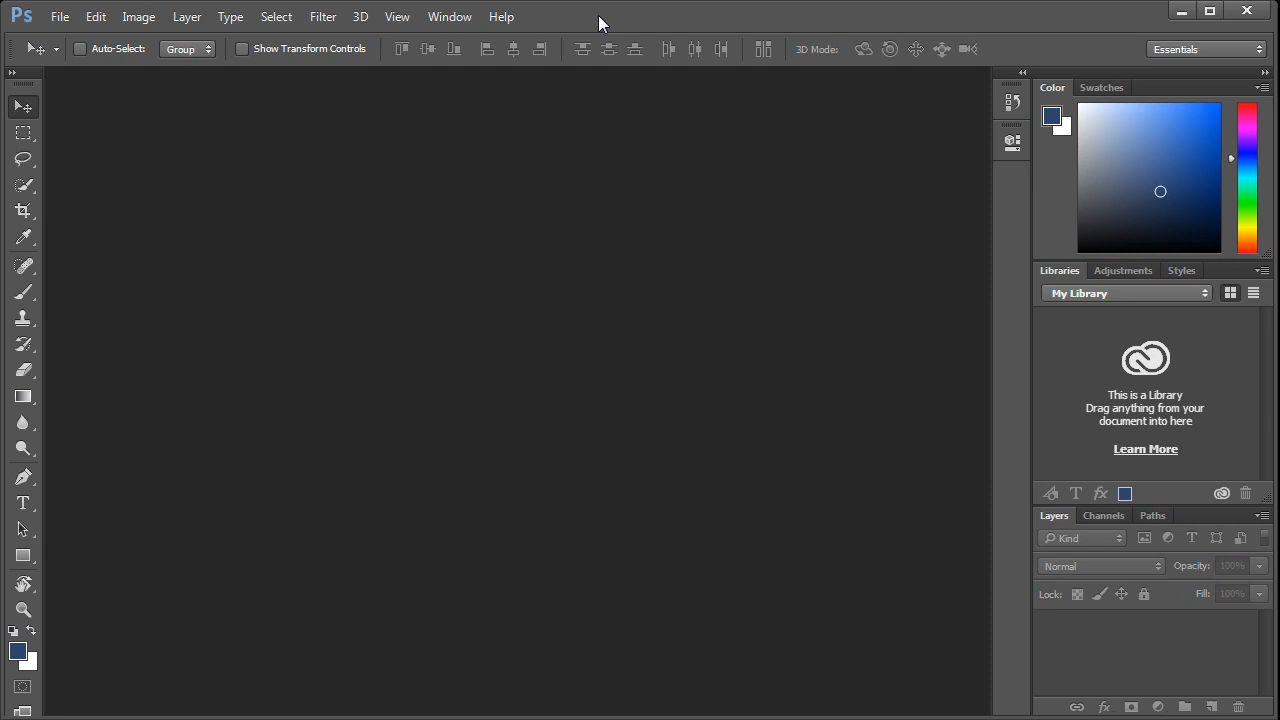 Ps File Edit Image Layer Type Select Filter 3D View Window Help
Auto-Select: Group Show Transform Controls 3D Mode: Essentials
Color Swatches
Libraries Adjustments Styles
My Library
This is a Library
Drag anything from your
document into here
Learn More
T fx
Layers Channels Paths
Kind T
Normal Opacity: 100%
Lock: Fill: 100%
T
fx